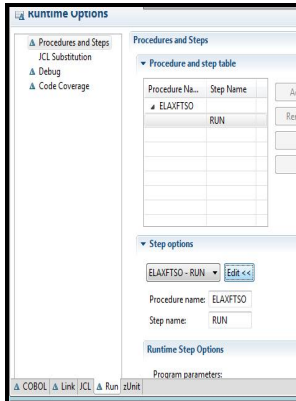 Runtime Options
Procedures and Steps
JCL Substitution
Debug
Code Coverage
Procedures and Steps
Procedure and step table
Procedure Na... Step Name
ELAXFTSO
RUN
Step options
ELAXFTSO - RUN Edit <<
Procedure name: ELAXFTSO
Step name: RUN
Runtime Step Options
Program parameters:
COBOL Link JCL Run zUnit